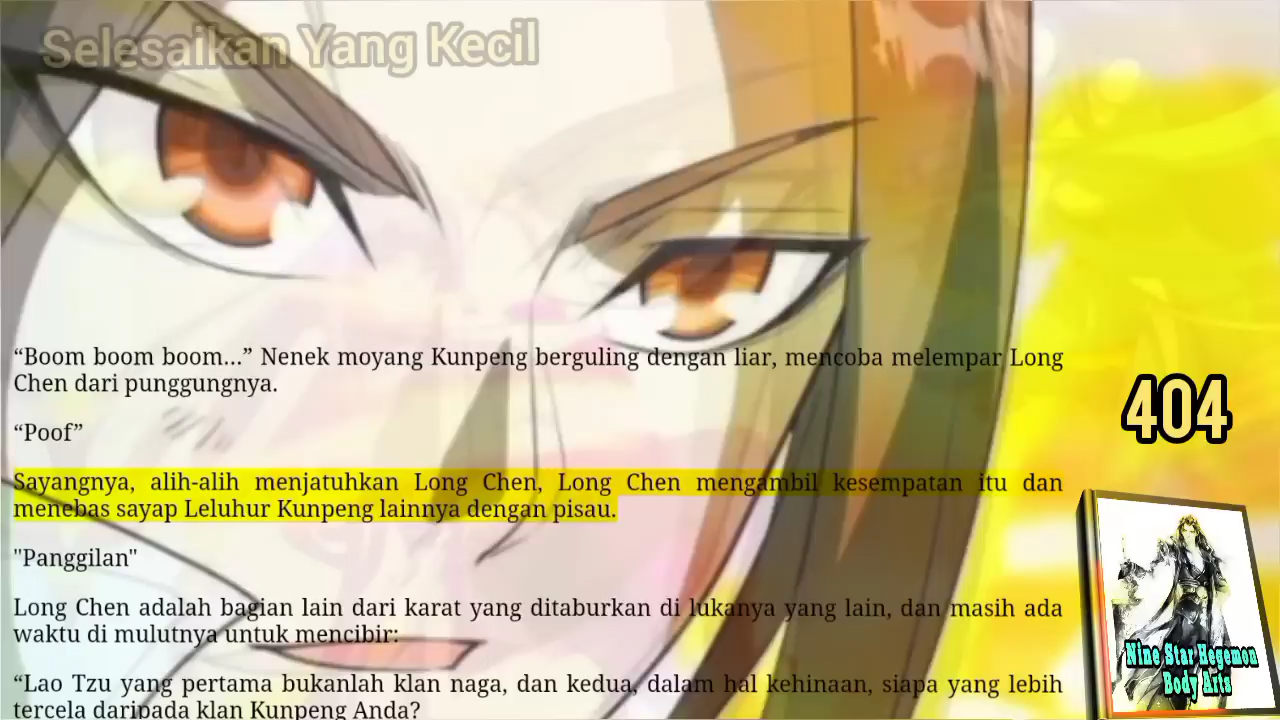 Selesaikan Yang Kecil
“Boom boom boom...” Nenek moyang Kunpeng berguling dengan liar, mencoba melempar Long
Chen dari punggungnya.
“Poof”
Sayangnya, alih-alih menjatuhkan Long Chen, Long Chen mengambil kesempatan itu dan
menebas sayap Leluhur Kunpeng lainnya dengan pisau.
"Panggilan"
Long Chen adalah bagian lain dari karat yang ditaburkan di lukanya yang lain, dan masih ada
waktu di mulutnya untuk mencibir:
“Lao Tzu yang pertama bukanlah klan naga, dan kedua, dalam hal kehinaan, siapa yang lebih
tercela daripada klan Kunpeng Anda?
404
Nine Star Hegemon
Body Arts